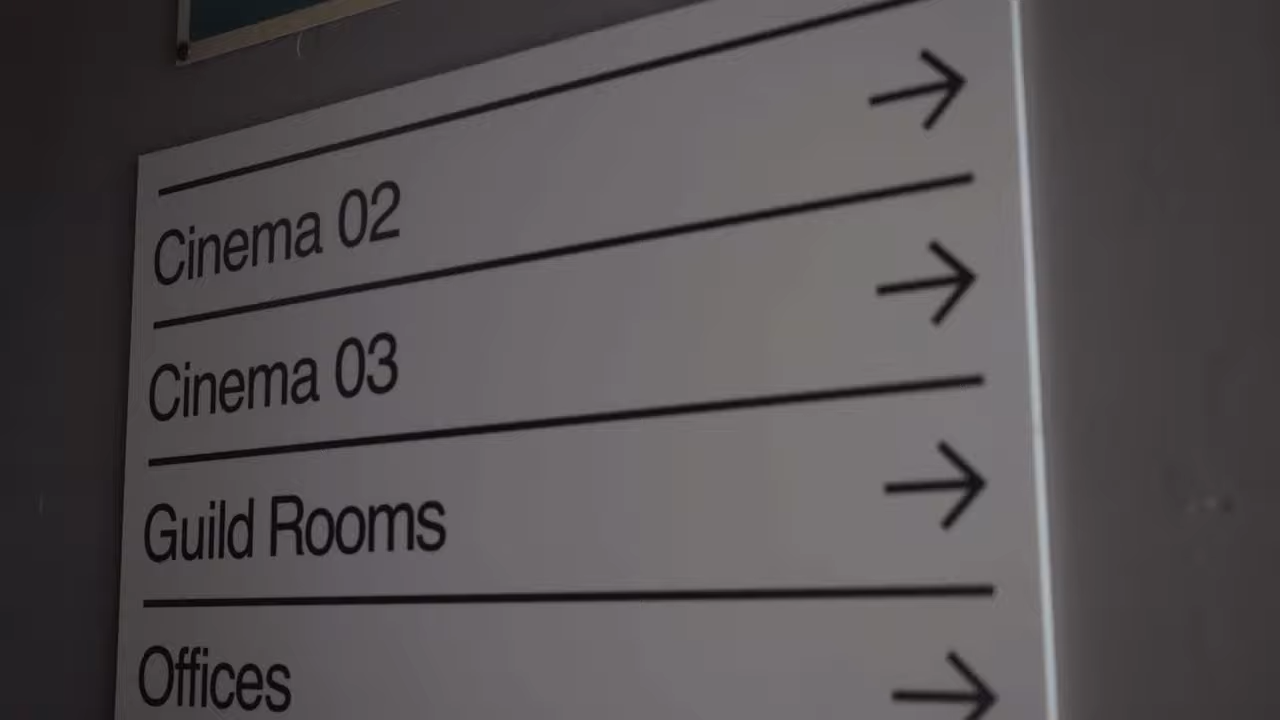 Cinema 02 →
Cinema 03 →
Guild Rooms →
Offices →